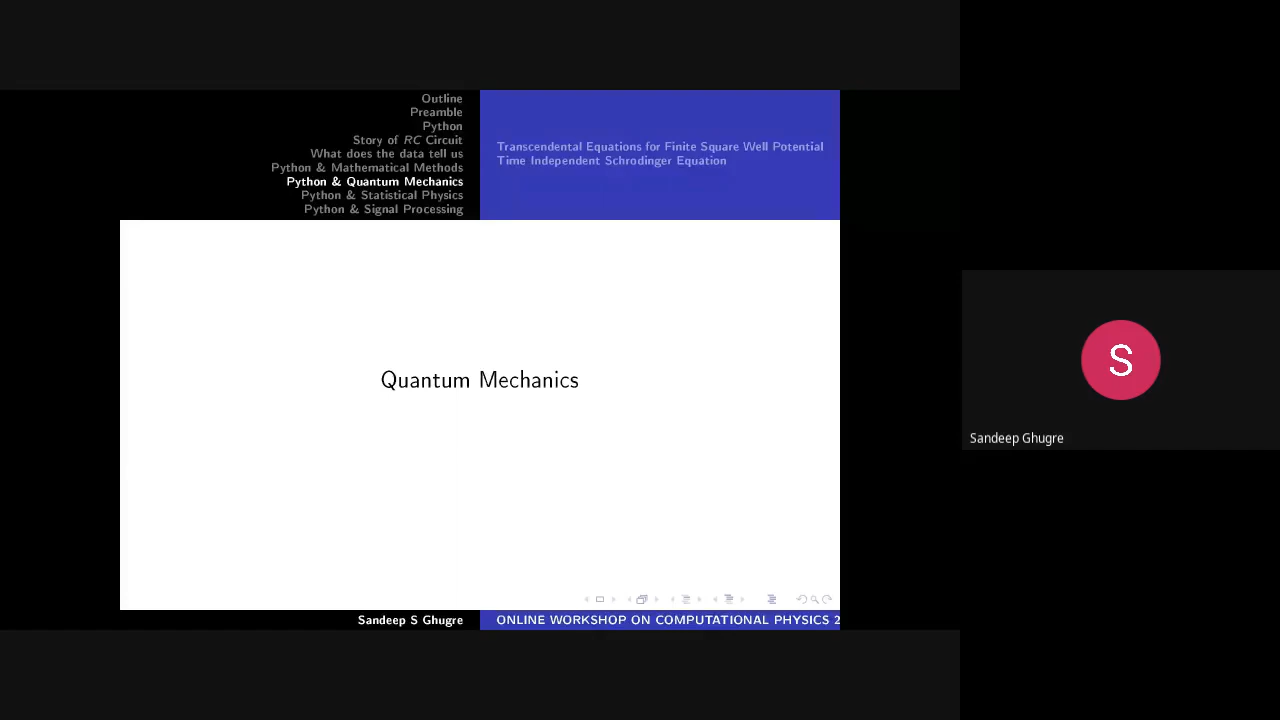 Outline
Preamble
Python
Story of RC Circuit
What does the data tell us
Python & Mathematical Methods
Python & Quantum Mechanics
Python & Statistical Physics
Python & Signal Processing
Transcendental Equations for Finite Square Well Potential
Time Independent Schrodinger Equation
Quantum Mechanics
Sandeep S Ghugre
ONLINE WORKSHOP ON COMPUTATIONAL PHYSICS 2
S
Sandeep Ghugre